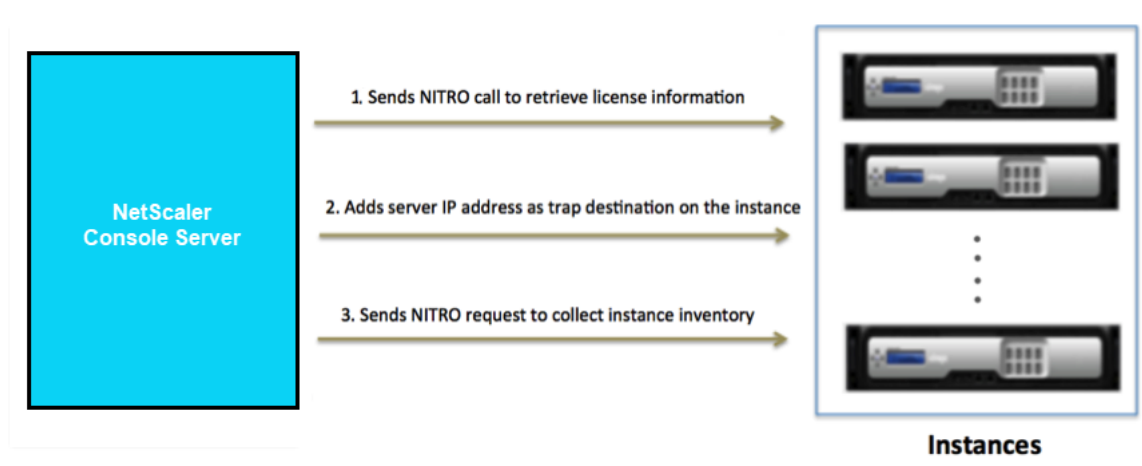 1. Sends NITRO call to retrieve license information
2. Adds server IP address as trap destination on the instance
NetScaler
Console Server
3. Sends NITRO request to collect instance inventory
Instances